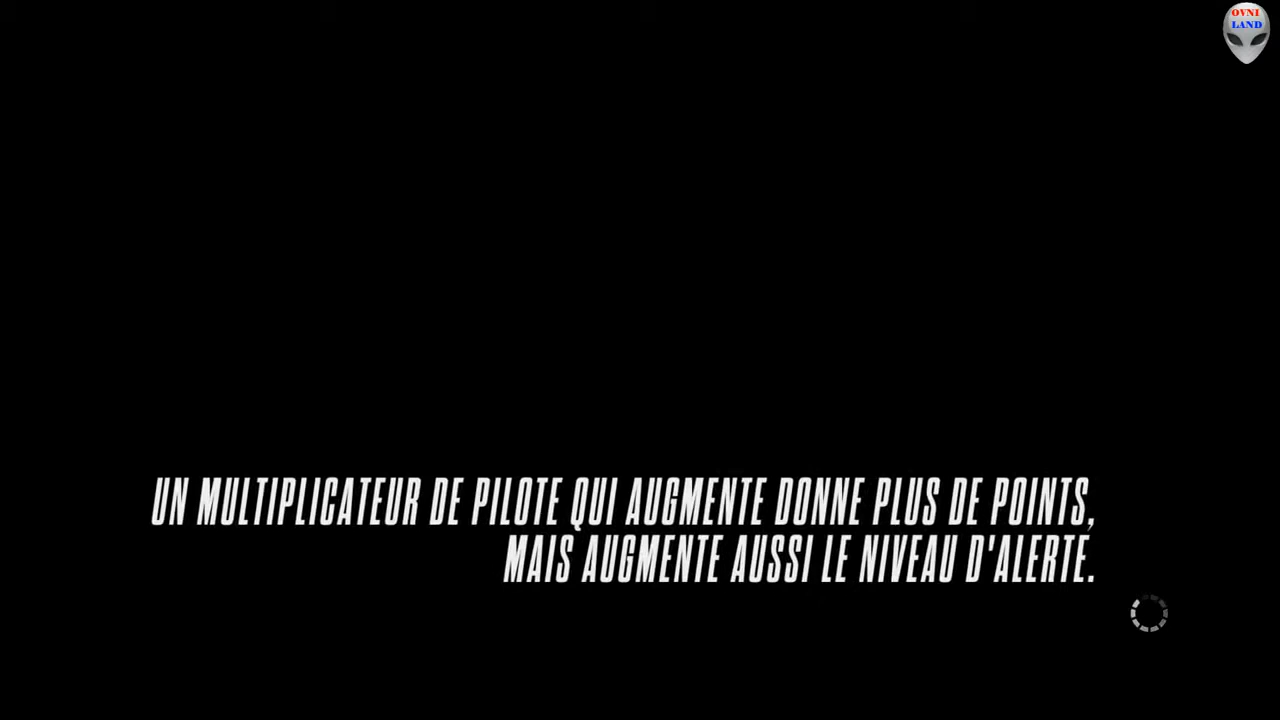 OVNI
LAND
UN MULTIPLICATEUR DE PILOTE QUI AUGMENTE DONNE PLUS DE POINTS,
MAIS AUGMENTE AUSSI LE NIVEAU D'ALERTE.